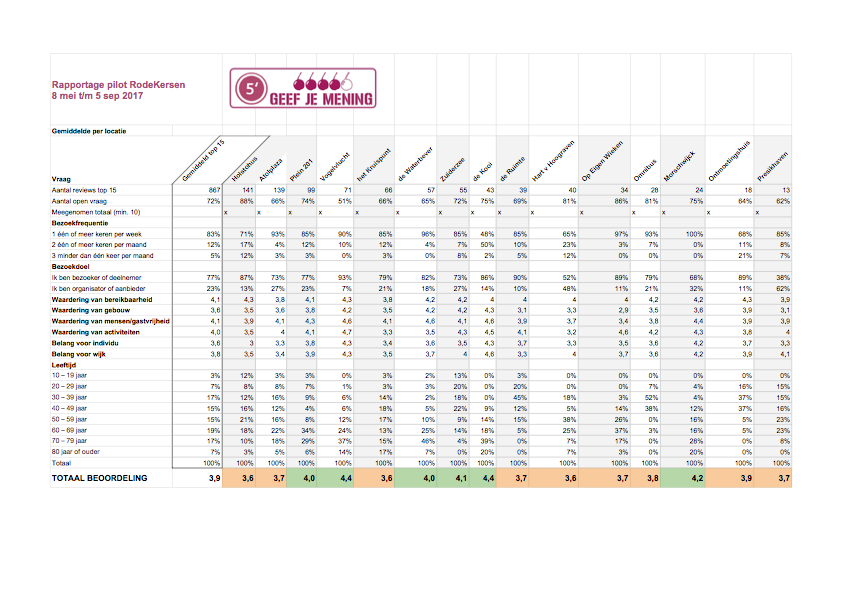 Rapportage pilot RodeKersen
8 mei t/m 5 sep 2017
5' GEEF JE MENING
Gemiddelde per locatie
Vraag Gemiddeld top 15 Hofstehus Atolplaza Plein 201 Vogelvlucht het Kruispunt de Waterbever Zuiderzee de Kooi de Ruimte Hart v Hoograven Op Eigen Wieken Omnibus Morschwijck Ontmoetingshuis Presikhaven
Aantal reviews top 15 867 141 139 99 71 66 57 55 43 39 40 34 28 24 18 13
Aantal open vraag 72% 88% 66% 74% 51% 66% 65% 72% 75% 69% 81% 86% 81% 75% 64% 62%
Meegenomen totaal (min. 10) x x x x x x x x x x x x x x x
Bezoekfrequentie
1 één of meer keren per week 83% 71% 93% 85% 90% 85% 96% 85% 48% 85% 65% 97% 93% 100% 68% 85%
2 één of meer keren per maand 12% 17% 4% 12% 10% 12% 4% 7% 50% 10% 23% 3% 7% 0% 11% 8%
3 minder dan één keer per maand 5% 12% 3% 3% 0% 3% 0% 8% 2% 5% 12% 0% 0% 0% 21% 7%
Bezoekdoel
Ik ben bezoeker of deelnemer 77% 87% 73% 77% 93% 79% 82% 73% 86% 90% 52% 89% 79% 68% 89% 38%
Ik ben organisator of aanbieder 23% 13% 27% 23% 7% 21% 18% 27% 14% 10% 48% 11% 21% 32% 11% 62%
Waardering van bereikbaarheid 4,1 4,3 3,8 4,1 4,3 3,8 4,2 4,2 4 4 4 4 4,2 4,2 4,3 3,9
Waardering van gebouw 3,6 3,5 3,6 3,8 4,2 3,5 4,2 4,2 4,3 3,1 3,3 2,9 3,5 3,6 3,9 3,1
Waardering van mensen/gastvrijheid 4,1 3,9 4,1 4,3 4,6 4,1 4,6 4,1 4,6 3,9 3,7 3,4 3,8 4,4 3,9 3,9
Waardering van activiteiten 4,0 3,5 4 4,1 4,7 3,3 3,5 4,3 4,5 4,1 3,2 4,6 4,2 4,3 3,8 4
Belang voor individu 3,6 3 3,3 3,8 4,3 3,4 3,6 3,5 4,3 3,7 3,3 3,5 3,6 4,2 3,7 3,3
Belang voor wijk 3,8 3,5 3,4 3,9 4,3 3,5 3,7 4 4,6 3,3 4 3,7 3,6 4,2 3,9 4,1
Leeftijd
10 – 19 jaar 3% 12% 3% 3% 0% 3% 2% 13% 0% 3% 0% 0% 0% 0% 0% 0%
20 – 29 jaar 7% 8% 8% 7% 1% 3% 3% 20% 0% 20% 0% 0% 7% 4% 16% 15%
30 – 39 jaar 17% 12% 16% 9% 6% 14% 2% 18% 0% 45% 18% 3% 52% 4% 37% 15%
40 – 49 jaar 15% 16% 12% 4% 6% 18% 5% 22% 9% 12% 5% 14% 38% 12% 37% 16%
50 – 59 jaar 15% 21% 16% 8% 12% 17% 10% 9% 14% 15% 38% 26% 0% 16% 5% 23%
60 – 69 jaar 19% 18% 22% 34% 24% 13% 25% 14% 18% 5% 25% 37% 3% 16% 5% 23%
70 – 79 jaar 17% 10% 18% 29% 37% 15% 46% 4% 39% 0% 7% 17% 0% 28% 0% 8%
80 jaar of ouder 7% 3% 5% 6% 14% 17% 7% 0% 20% 0% 7% 3% 0% 20% 0% 0%
Totaal 100% 100% 100% 100% 100% 100% 100% 100% 100% 100% 100% 100% 100% 100% 100% 100%
TOTAAL BEOORDELING 3,9 3,6 3,7 4,0 4,4 3,6 4,0 4,1 4,4 3,7 3,6 3,7 3,8 4,2 3,9 3,7